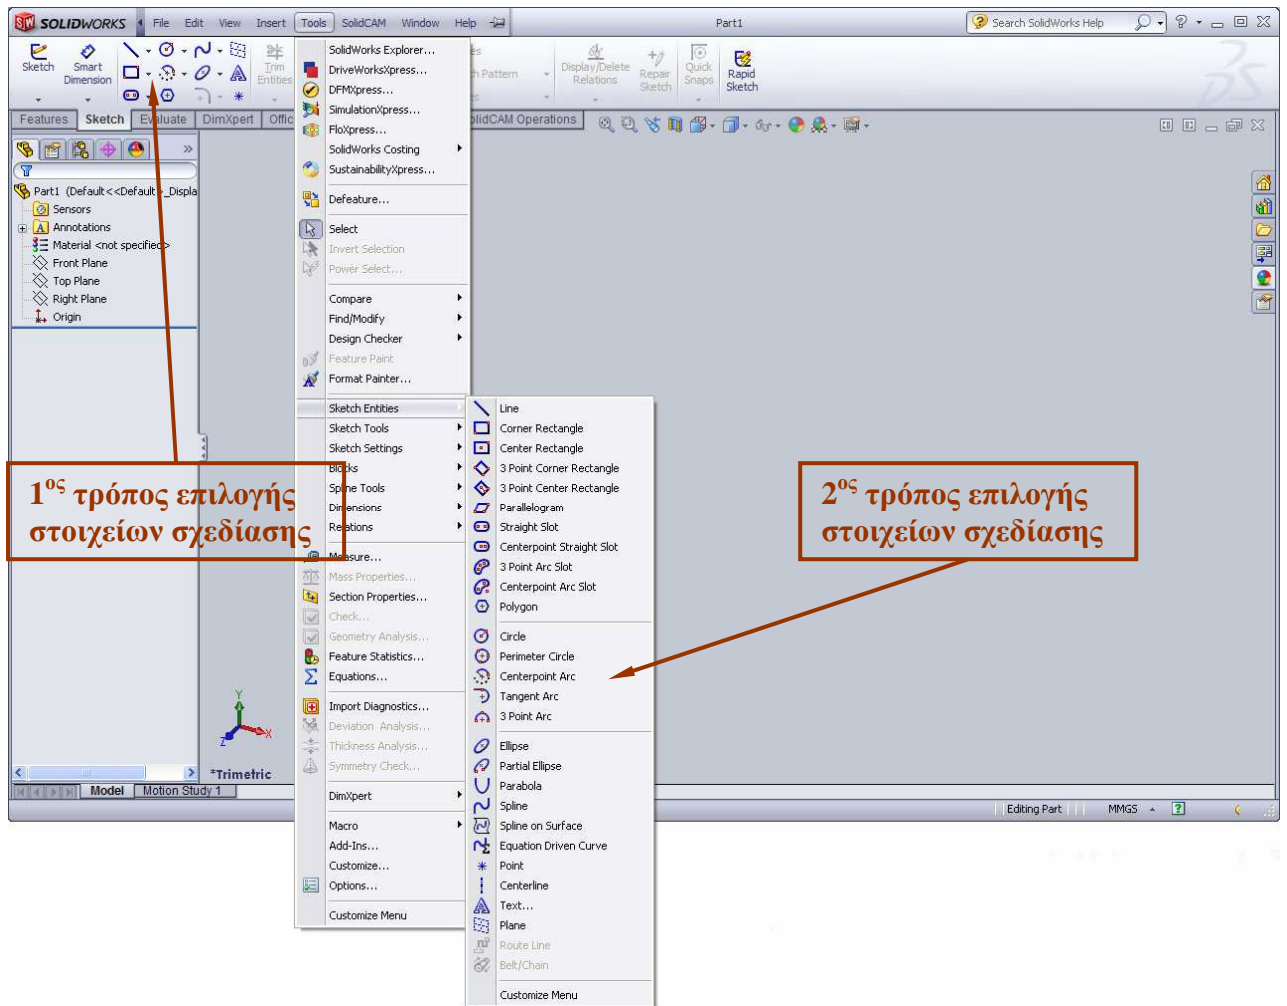 SOLIDWORKS File Edit View Insert Tools SolidCAM Window Help Part1 Search SolidWorks Help
Sketch
Smart Dimension
Trim Entities
Pattern
Display/Delete Relations
Repair Sketch
Quick Snaps
Rapid Sketch
Features Sketch Evaluate DimXpert Offic
lidCAM Operations
Part1 (Default<<Default>_Displa
Sensors
Annotations
Material <not specified>
Front Plane
Top Plane
Right Plane
Origin
SolidWorks Explorer...
DriveWorksXpress...
DFMXpress...
SimulationXpress...
FloXpress...
SolidWorks Costing
SustainabilityXpress...
Defeature...
Select
Invert Selection
Power Select...
Compare
Find/Modify
Design Checker
Feature Paint
Format Painter...
Sketch Entities
Sketch Tools
Sketch Settings
Blocks
Spline Tools
Dimensions
Relations
Measure...
Mass Properties...
Section Properties...
Check...
Geometry Analysis...
Feature Statistics...
Equations...
Import Diagnostics...
Deviation Analysis...
Thickness Analysis...
Symmetry Check...
DimXpert
Macro
Add-Ins...
Customize...
Options...
Customize Menu
Line
Corner Rectangle
Center Rectangle
3 Point Corner Rectangle
3 Point Center Rectangle
Parallelogram
Straight Slot
Centerpoint Straight Slot
3 Point Arc Slot
Centerpoint Arc Slot
Polygon
Circle
Perimeter Circle
Centerpoint Arc
Tangent Arc
3 Point Arc
Ellipse
Partial Ellipse
Parabola
Spline
Spline on Surface
Equation Driven Curve
Point
Centerline
Text...
Plane
Route Line
Belt/Chain
Customize Menu
1ος τρόπος επιλογής
στοιχείων σχεδίασης
2ος τρόπος επιλογής
στοιχείων σχεδίασης
Y
X
Z
*Trimetric
Model Motion Study 1
Editing Part MMGS